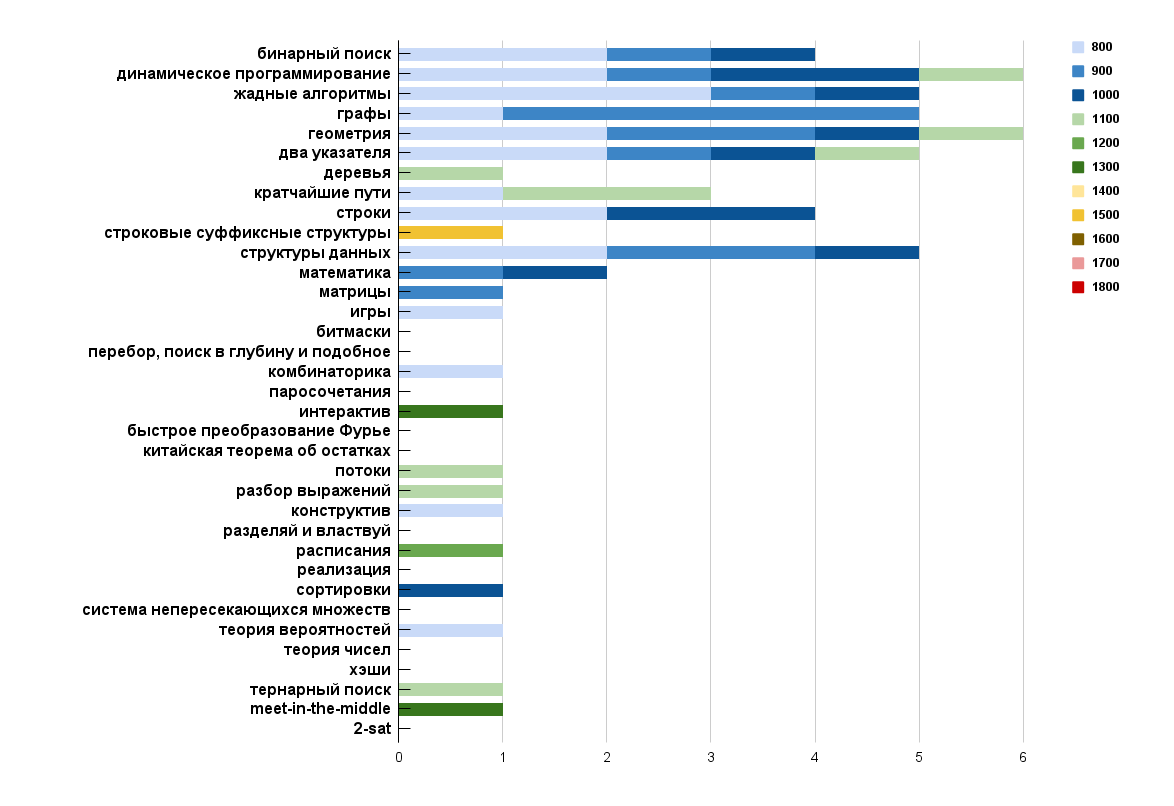 бинарный поиск
динамическое программирование
жадные алгоритмы
графы
геометрия
два указателя
деревья
кратчайшие пути
строки
строковые суффиксные структуры
структуры данных
математика
матрицы
игры
битмаски
перебор, поиск в глубину и подобное
комбинаторика
паросочетания
интерактив
быстрое преобразование Фурье
китайская теорема об остатках
потоки
разбор выражений
конструктив
разделяй и властвуй
расписания
реализация
сортировки
система непересекающихся множеств
теория вероятностей
теория чисел
хэши
тернарный поиск
meet-in-the-middle
2-sat
0 1 2 3 4 5 6
800
900
1000
1100
1200
1300
1400
1500
1600
1700
1800